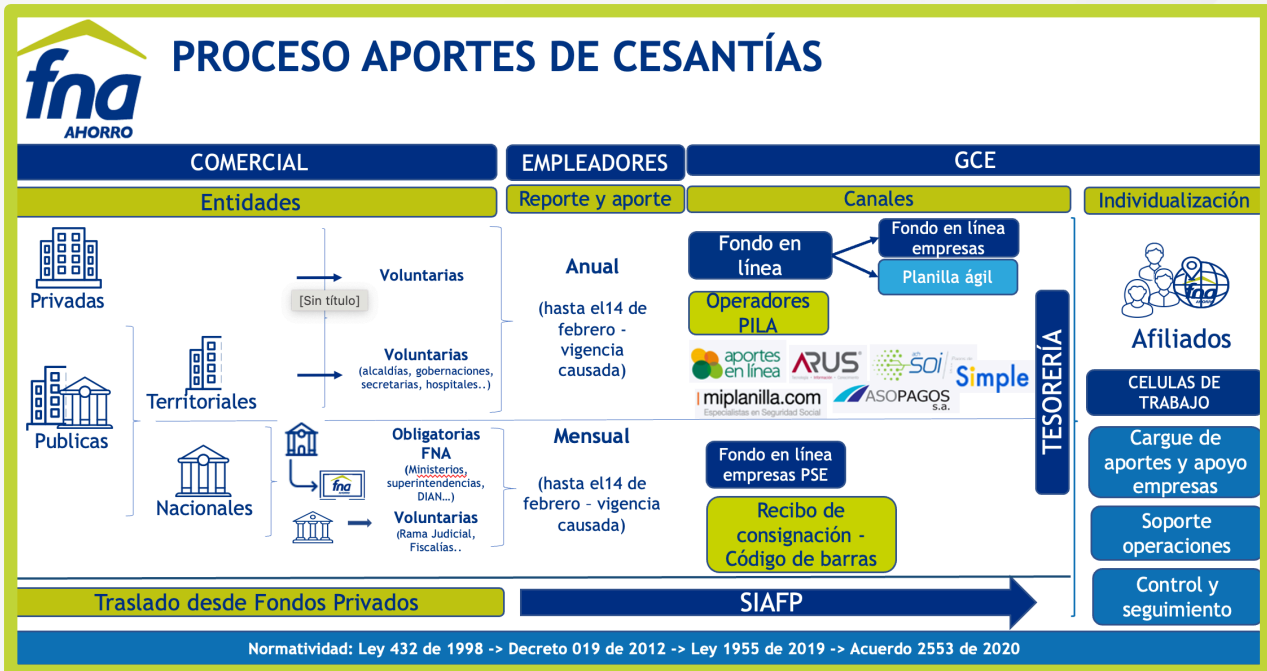 fna
AHORRO
PROCESO APORTES DE CESANTÍAS
COMERCIAL
EMPLEADORES
GCE
Entidades
Reporte y aporte
Canales
Individualización
Privadas
[Sin título]
Voluntarias
Publicas
Territoriales
Voluntarias
(alcaldías, gobernaciones,
secretarias, hospitales..)
Nacionales
fna
AHORRO
Obligatorias
FNA
(Ministerios,
superintendencias,
DIAN…)
Voluntarias
(Rama Judicial,
Fiscalías..
Anual
(hasta el14 de
febrero -
vigencia
causada)
Mensual
(hasta el14 de
febrero – vigencia
causada)
Fondo en
línea
Fondo en línea
empresas
Planilla ágil
Operadores
PILA
aportes
en línea
ARUS
soi
Simple
miplanilla.com
Especialistas en Seguridad Social
ASOPAGOS
s.a.
Fondo en línea
empresas PSE
Recibo de
consignación -
Código de barras
TESORERÍA
fna
AHORRO
Afiliados
CELULAS DE
TRABAJO
Cargue de
aportes y apoyo
empresas
Soporte
operaciones
Control y
seguimiento
Traslado desde Fondos Privados
SIAFP
Normatividad: Ley 432 de 1998 -> Decreto 019 de 2012 -> Ley 1955 de 2019 -> Acuerdo 2553 de 2020